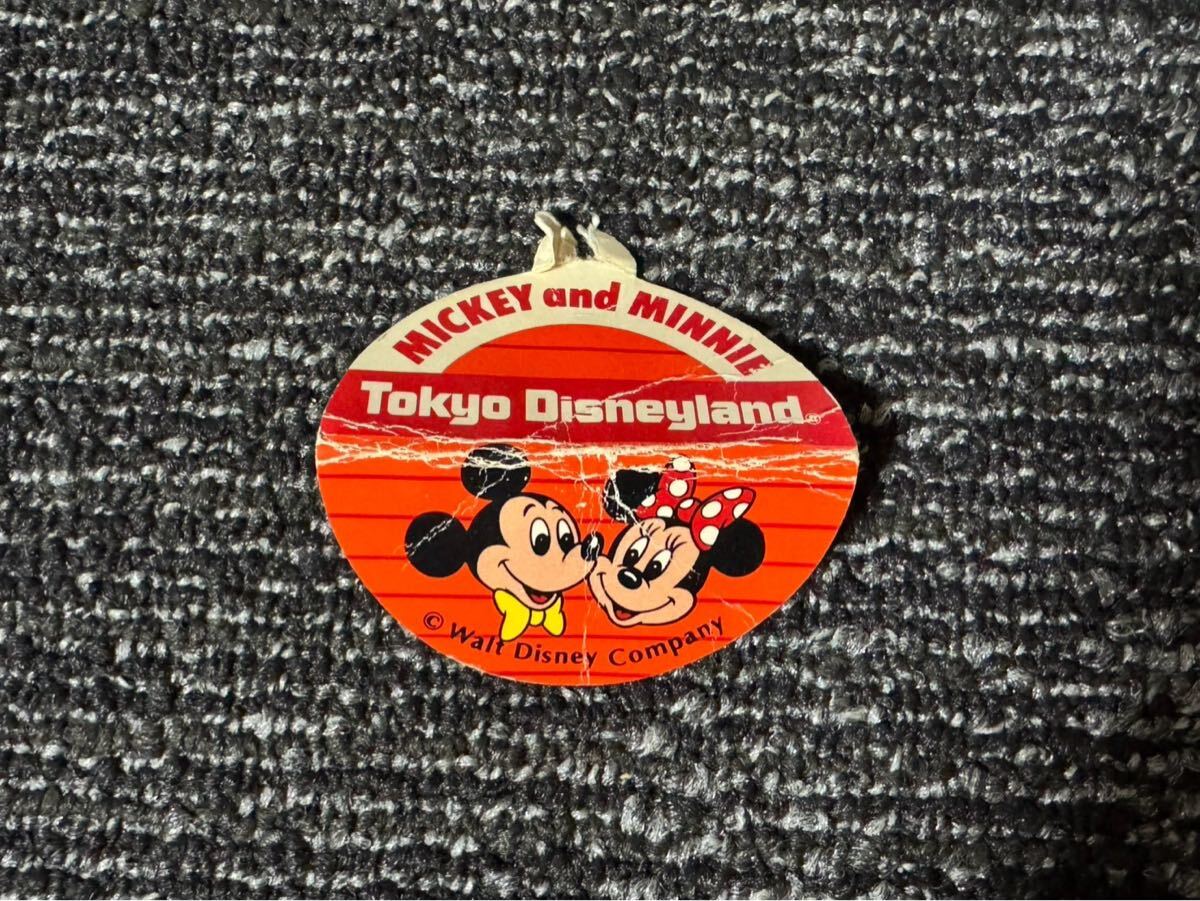 MICKEY and MINNIE
Tokyo Disneyland®
© Walt Disney Company